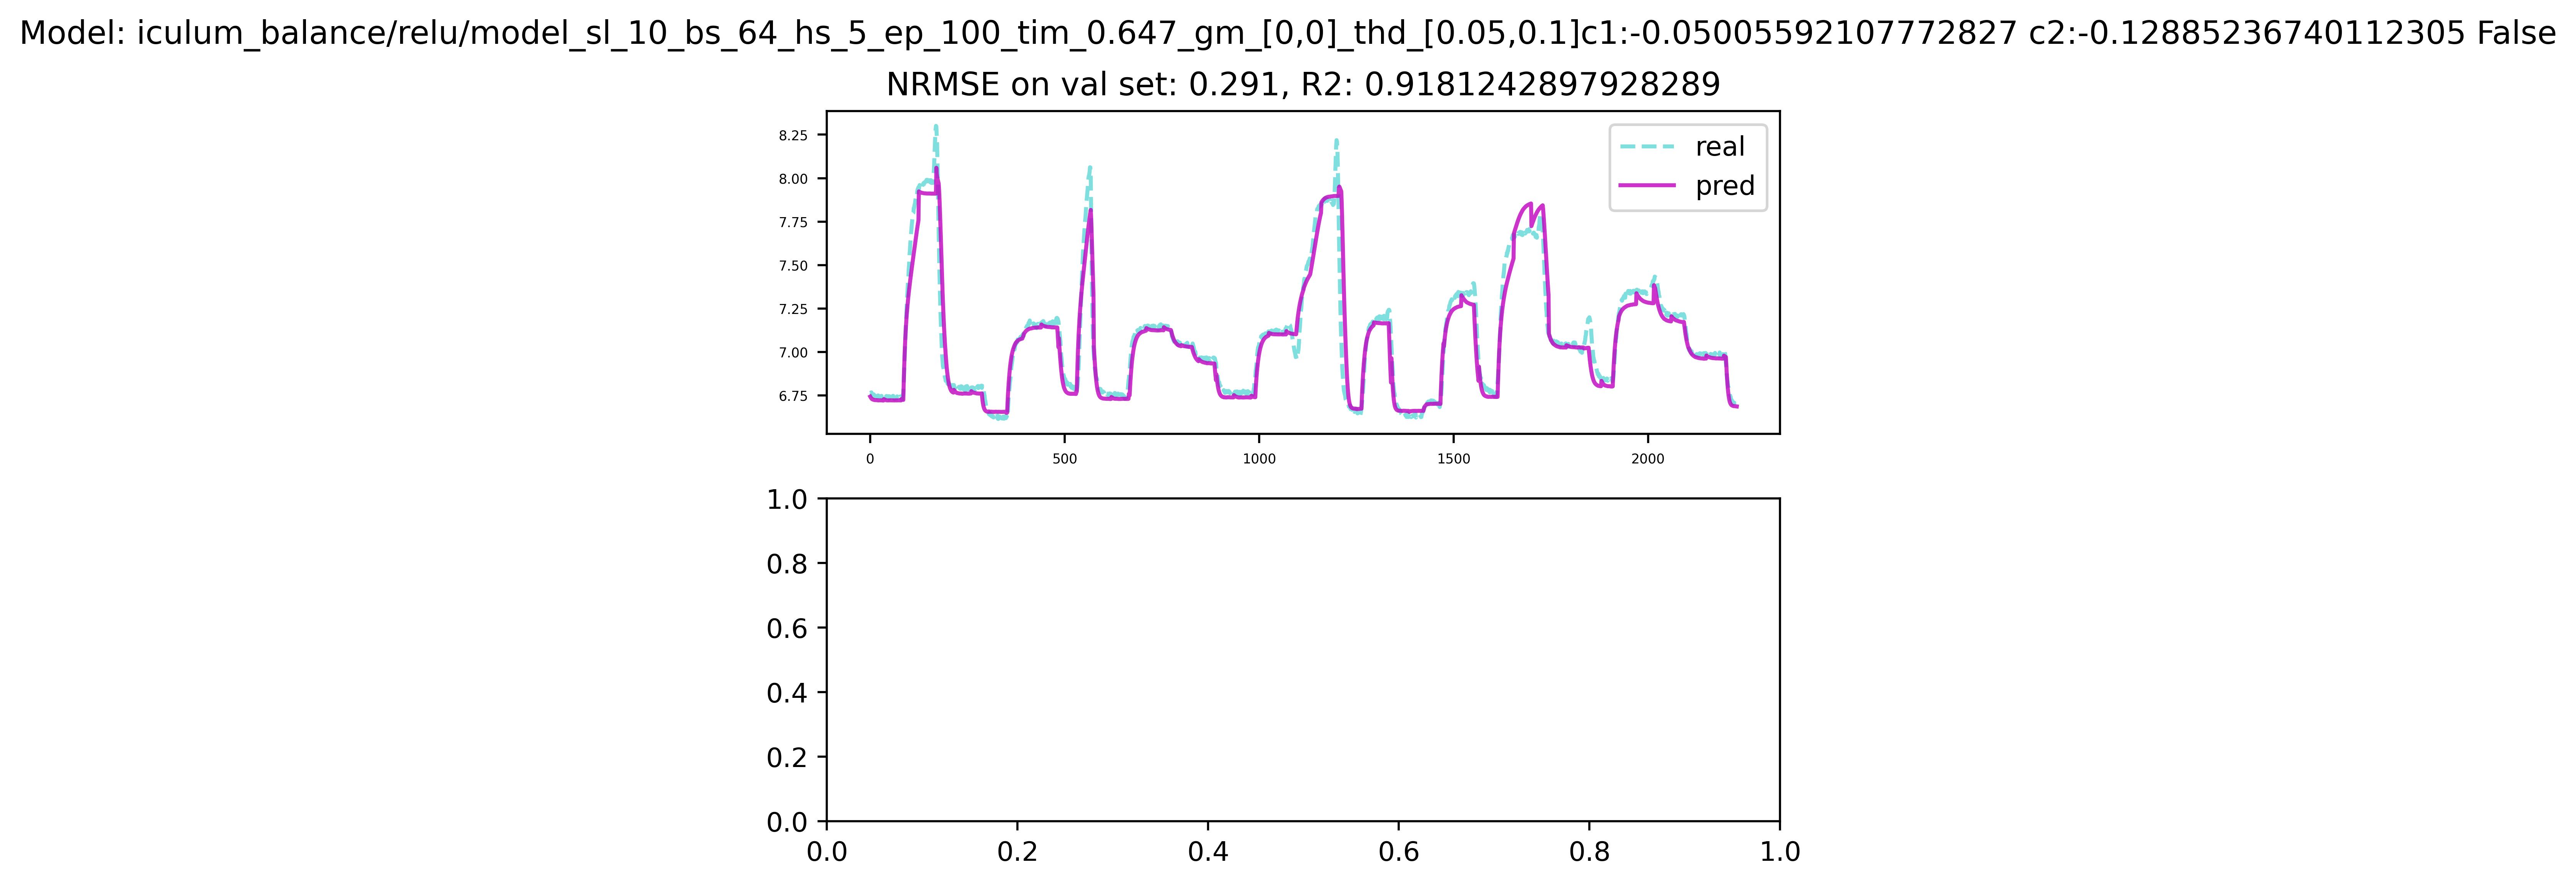 Model: iculum_balance/relu/model_sl_10_bs_64_hs_5_ep_100_tim_0.647_gm_[0,0]_thd_[0.05,0.1]c1:-0.05005592107772827 c2:-0.12885236740112305 False
NRMSE on val set: 0.291, R2: 0.9181242897928289
8.25
8.00
7.75
7.50
7.25
7.00
6.75
real
pred
0 500 1000 1500 2000
1.0
0.8
0.6
0.4
0.2
0.0
0.0 0.2 0.4 0.6 0.8 1.0